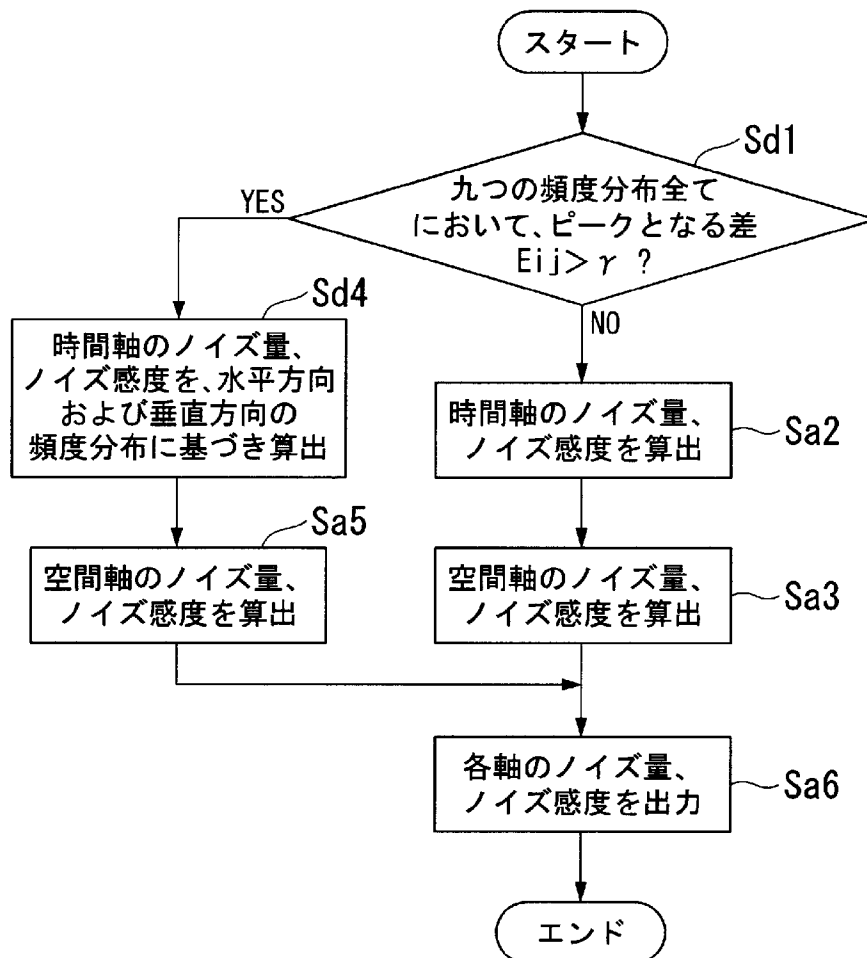 スタート
Sd1
九つの頻度分布全て
において、ピークとなる差
Eij>γ ?
YES
NO
Sd4
時間軸のノイズ量、
ノイズ感度を、水平方向
および垂直方向の
頻度分布に基づき算出
Sa2
時間軸のノイズ量、
ノイズ感度を算出
Sa5
空間軸のノイズ量、
ノイズ感度を算出
Sa3
空間軸のノイズ量、
ノイズ感度を算出
Sa6
各軸のノイズ量、
ノイズ感度を出力
エンド